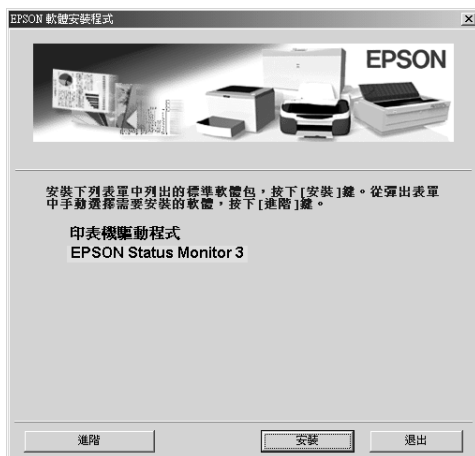 EPSON 軟體安裝程式
EPSON
安裝下列表單中列出的標準軟體包，按下[安裝]鍵。從彈出表單
中手動選擇需要安裝的軟體，按下[進階]鍵。
印表機驅動程式
EPSON Status Monitor 3
進階
安裝
退出